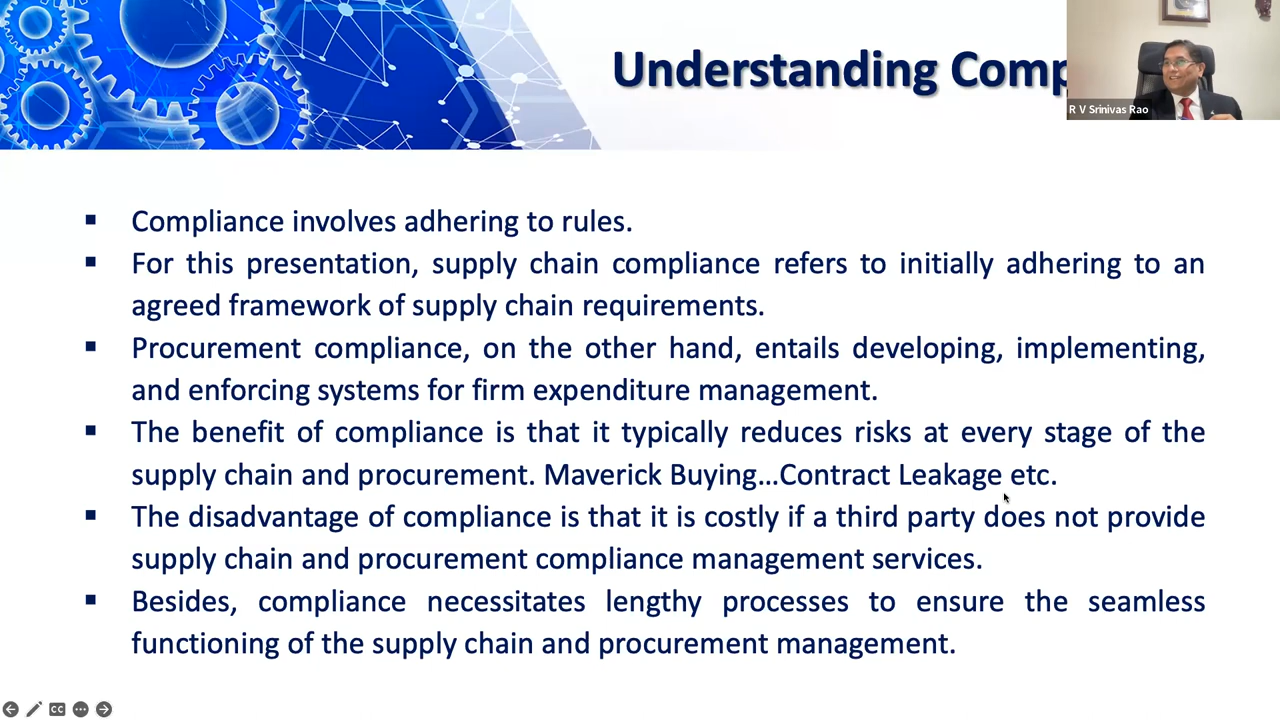 Understanding Comp
R V Srinivas Rao
▪ Compliance involves adhering to rules.
▪ For this presentation, supply chain compliance refers to initially adhering to an
agreed framework of supply chain requirements.
▪ Procurement compliance, on the other hand, entails developing, implementing,
and enforcing systems for firm expenditure management.
▪ The benefit of compliance is that it typically reduces risks at every stage of the
supply chain and procurement. Maverick Buying...Contract Leakage etc.
▪ The disadvantage of compliance is that it is costly if a third party does not provide
supply chain and procurement compliance management services.
▪ Besides, compliance necessitates lengthy processes to ensure the seamless
functioning of the supply chain and procurement management.
CC